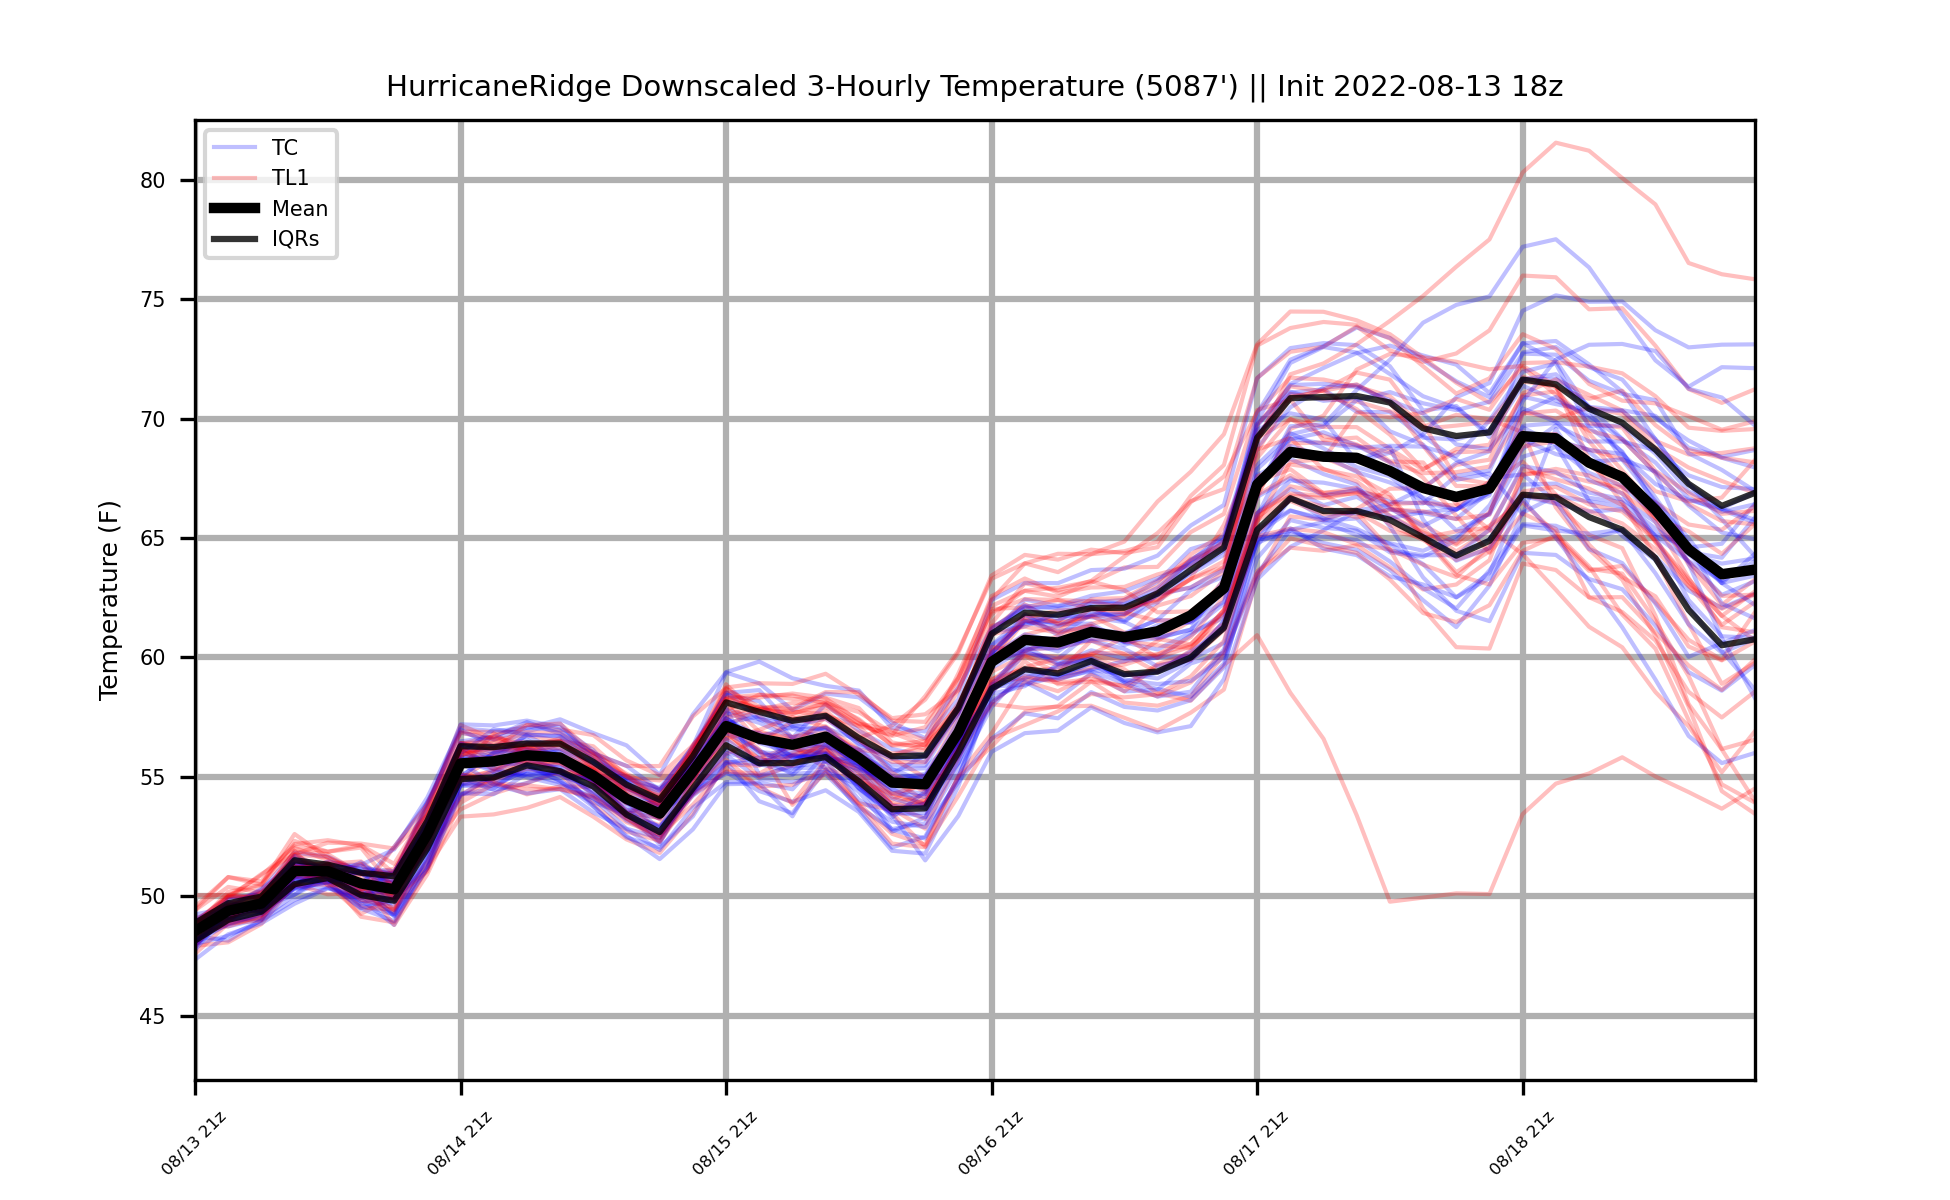 HurricaneRidge Downscaled 3-Hourly Temperature (5087') || Init 2022-08-13 18z
TC
TL1
Mean
IQRs
80
75
70
65
60
55
50
45
Temperature (F)
08/13 21z
08/14 21z
08/15 21z
08/16 21z
08/17 21z
08/18 21z